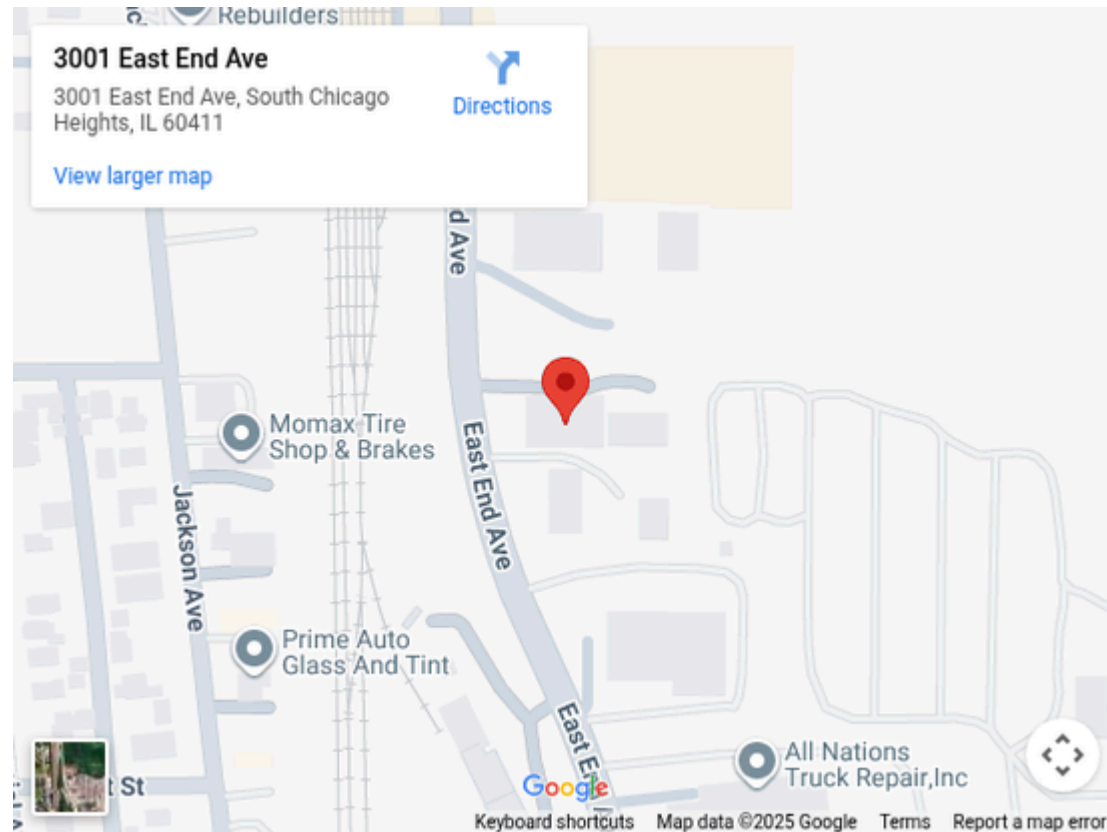 Rebuilders
3001 East End Ave
3001 East End Ave, South Chicago
Heights, IL 60411
Directions
View larger map
d Ave
East End Ave
Momax Tire
Shop & Brakes
Jackson Ave
Prime Auto
Glass And Tint
East End A
All Nations
Truck Repair,Inc
t St
Google
Keyboard shortcuts
Map data ©2025 Google
Terms
Report a map error